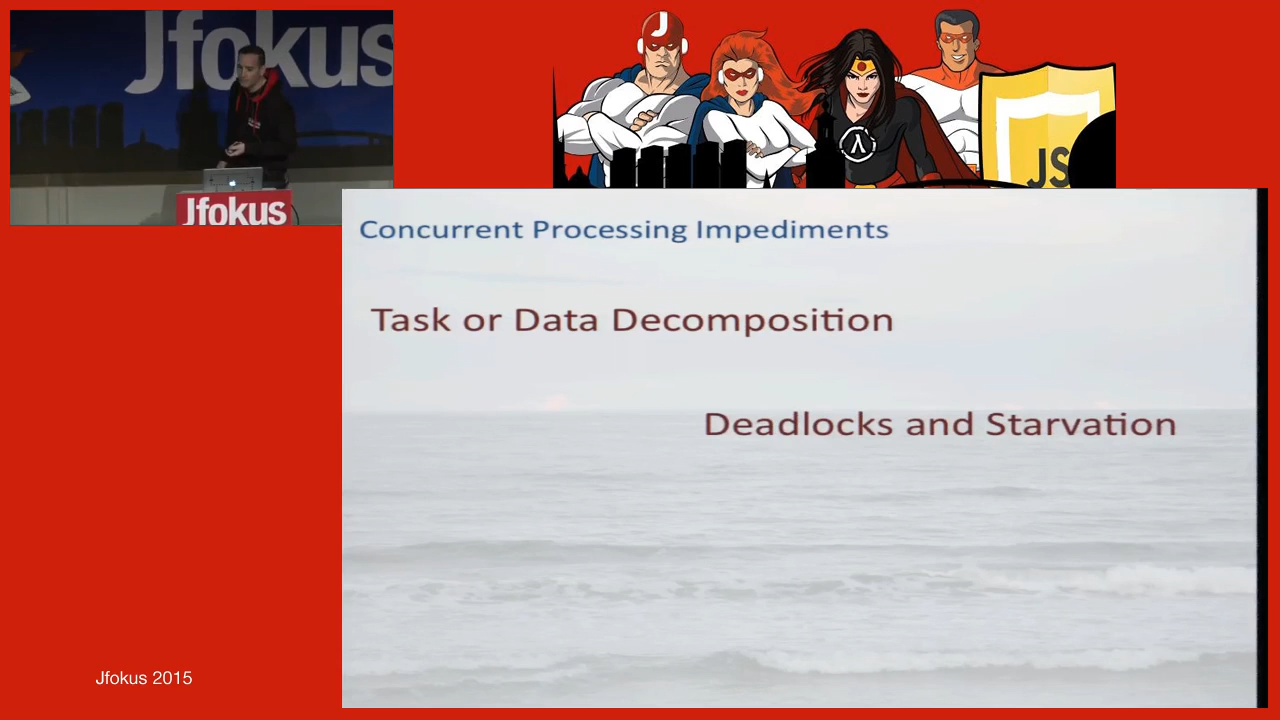 Jfokus
J
JS
Jfokus
Concurrent Processing Impediments
Task or Data Decomposition
Deadlocks and Starvation
Jfokus 2015